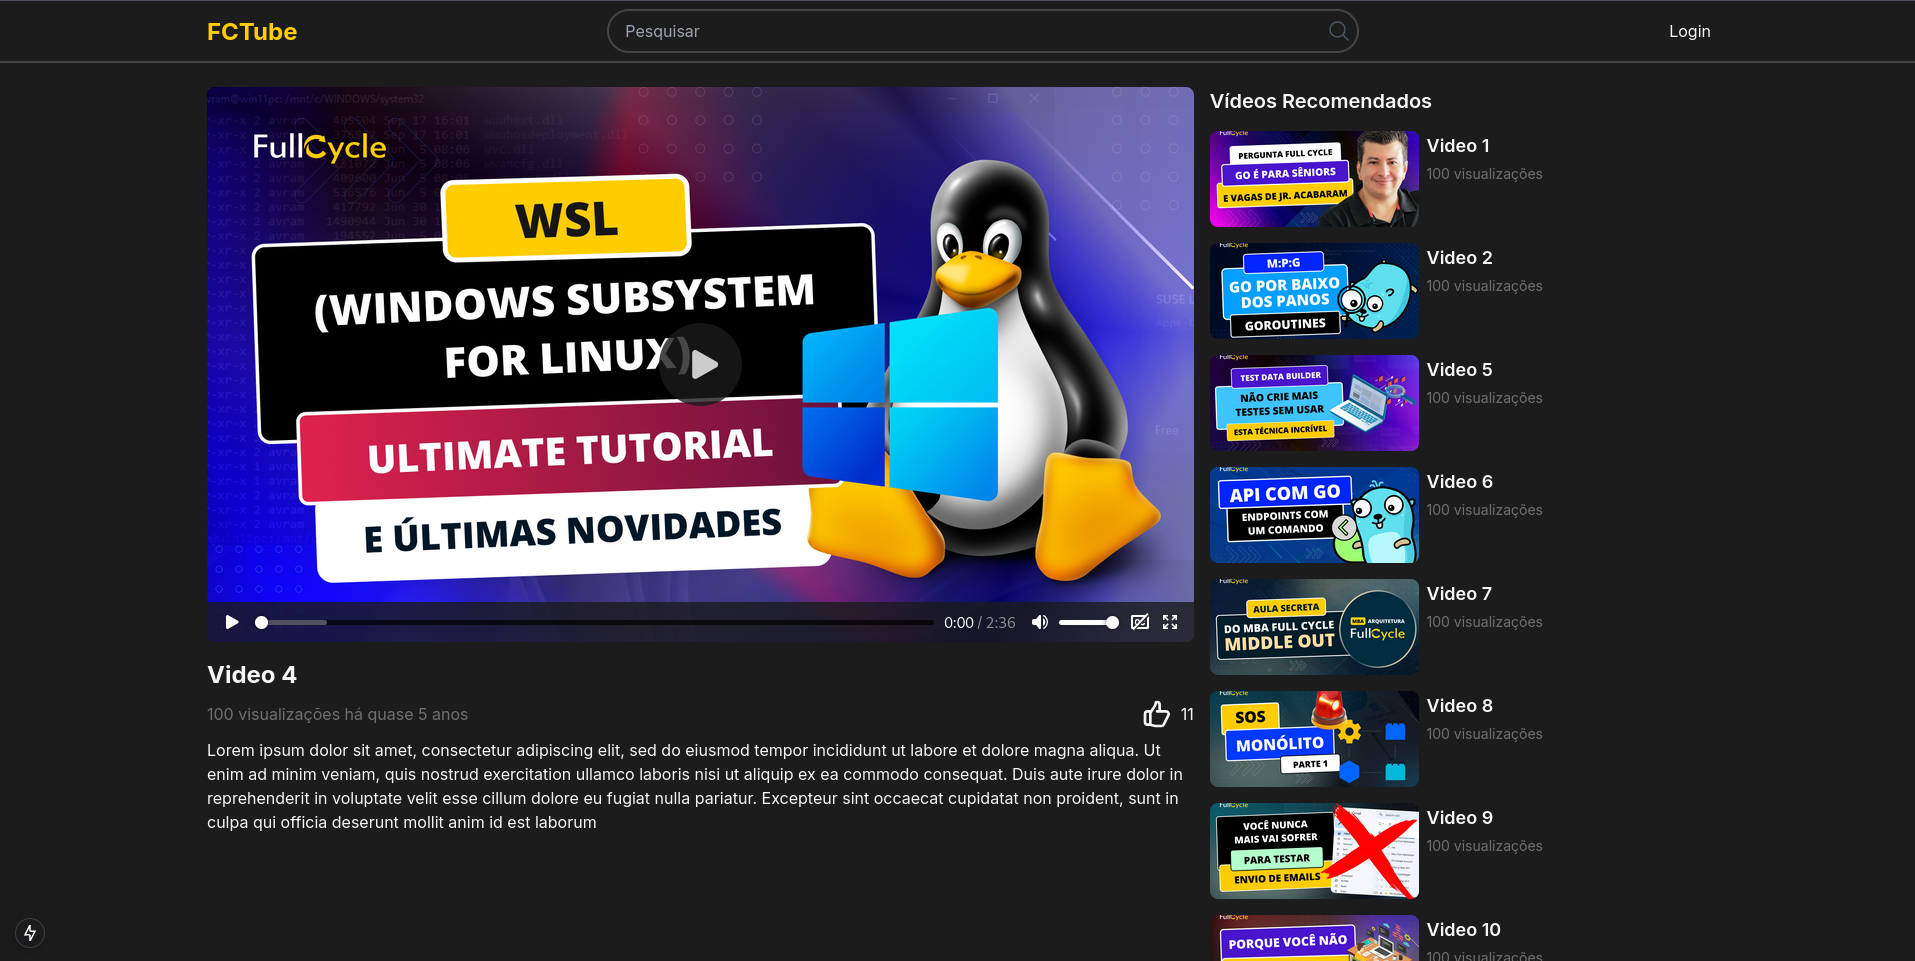 FCTube
Pesquisar
Login
vram@win11pc: /mnt/c/WINDOWS/system32
FullCycle
WSL
(WINDOWS SUBSYSTEM
FOR LINUX)
ULTIMATE TUTORIAL
E ÚLTIMAS NOVIDADES
Free
0:00 / 2:36
Video 4
100 visualizações há quase 5 anos
11
Lorem ipsum dolor sit amet, consectetur adipiscing elit, sed do eiusmod tempor incididunt ut labore et dolore magna aliqua. Ut
enim ad minim veniam, quis nostrud exercitation ullamco laboris nisi ut aliquip ex ea commodo consequat. Duis aute irure dolor in
reprehenderit in voluptate velit esse cillum dolore eu fugiat nulla pariatur. Excepteur sint occaecat cupidatat non proident, sunt in
culpa qui officia deserunt mollit anim id est laborum
Vídeos Recomendados
PERGUNTA FULL CYCLE
GO É PARA SÊNIORS
E VAGAS DE JR. ACABARAM
Video 1
100 visualizações
M:P:G
GO POR BAIXO
DOS PANOS
GOROUTINES
Video 2
100 visualizações
TEST DATA BUILDER
NÃO CRIE MAIS
TESTES SEM USAR
ESTA TÉCNICA INCRÍVEL
Video 5
100 visualizações
API COM GO
ENDPOINTS COM
UM COMANDO
Video 6
100 visualizações
AULA SECRETA
DO MBA FULL CYCLE
MIDDLE OUT
MBA ARQUITETURA
FullCycle
Video 7
100 visualizações
SOS
MONÓLITO
PARTE 1
Video 8
100 visualizações
VOCÊ NUNCA
MAIS VAI SOFRER
PARA TESTAR
ENVIO DE EMAILS
Video 9
100 visualizações
PORQUE VOCÊ NÃO
Video 10
100 visualizações